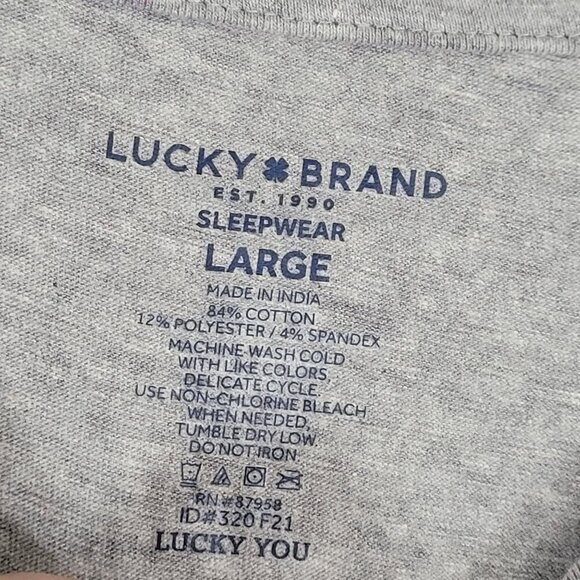 LUCKY BRAND
EST. 1990
SLEEPWEAR
LARGE
MADE IN INDIA
84% COTTON
12% POLYESTER / 4% SPANDEX
MACHINE WASH COLD
WITH LIKE COLORS,
DELICATE CYCLE.
USE NON-CHLORINE BLEACH
WHEN NEEDED,
TUMBLE DRY LOW
DO NOT IRON
RN #87958
ID#320 F21
LUCKY YOU